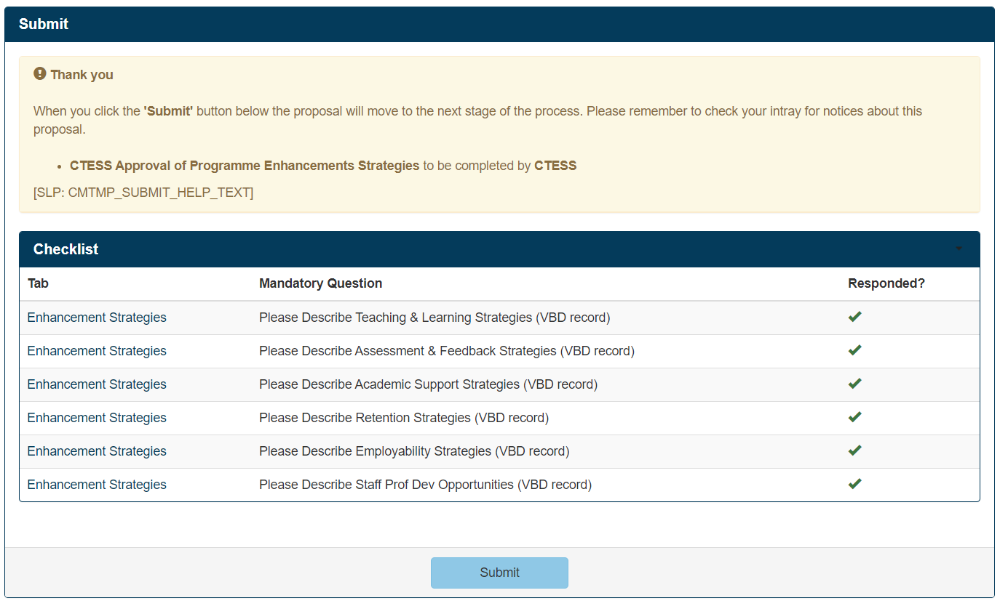 Submit
Thank you
When you click the 'Submit' button below the proposal will move to the next stage of the process. Please remember to check your intray for notices about this
proposal.
• CTESS Approval of Programme Enhancements Strategies to be completed by CTESS
[SLP: CMTMP_SUBMIT_HELP_TEXT]
Checklist
Tab Mandatory Question Responded?
Enhancement Strategies Please Describe Teaching & Learning Strategies (VBD record)
Enhancement Strategies Please Describe Assessment & Feedback Strategies (VBD record)
Enhancement Strategies Please Describe Academic Support Strategies (VBD record)
Enhancement Strategies Please Describe Retention Strategies (VBD record)
Enhancement Strategies Please Describe Employability Strategies (VBD record)
Enhancement Strategies Please Describe Staff Prof Dev Opportunities (VBD record)
Submit